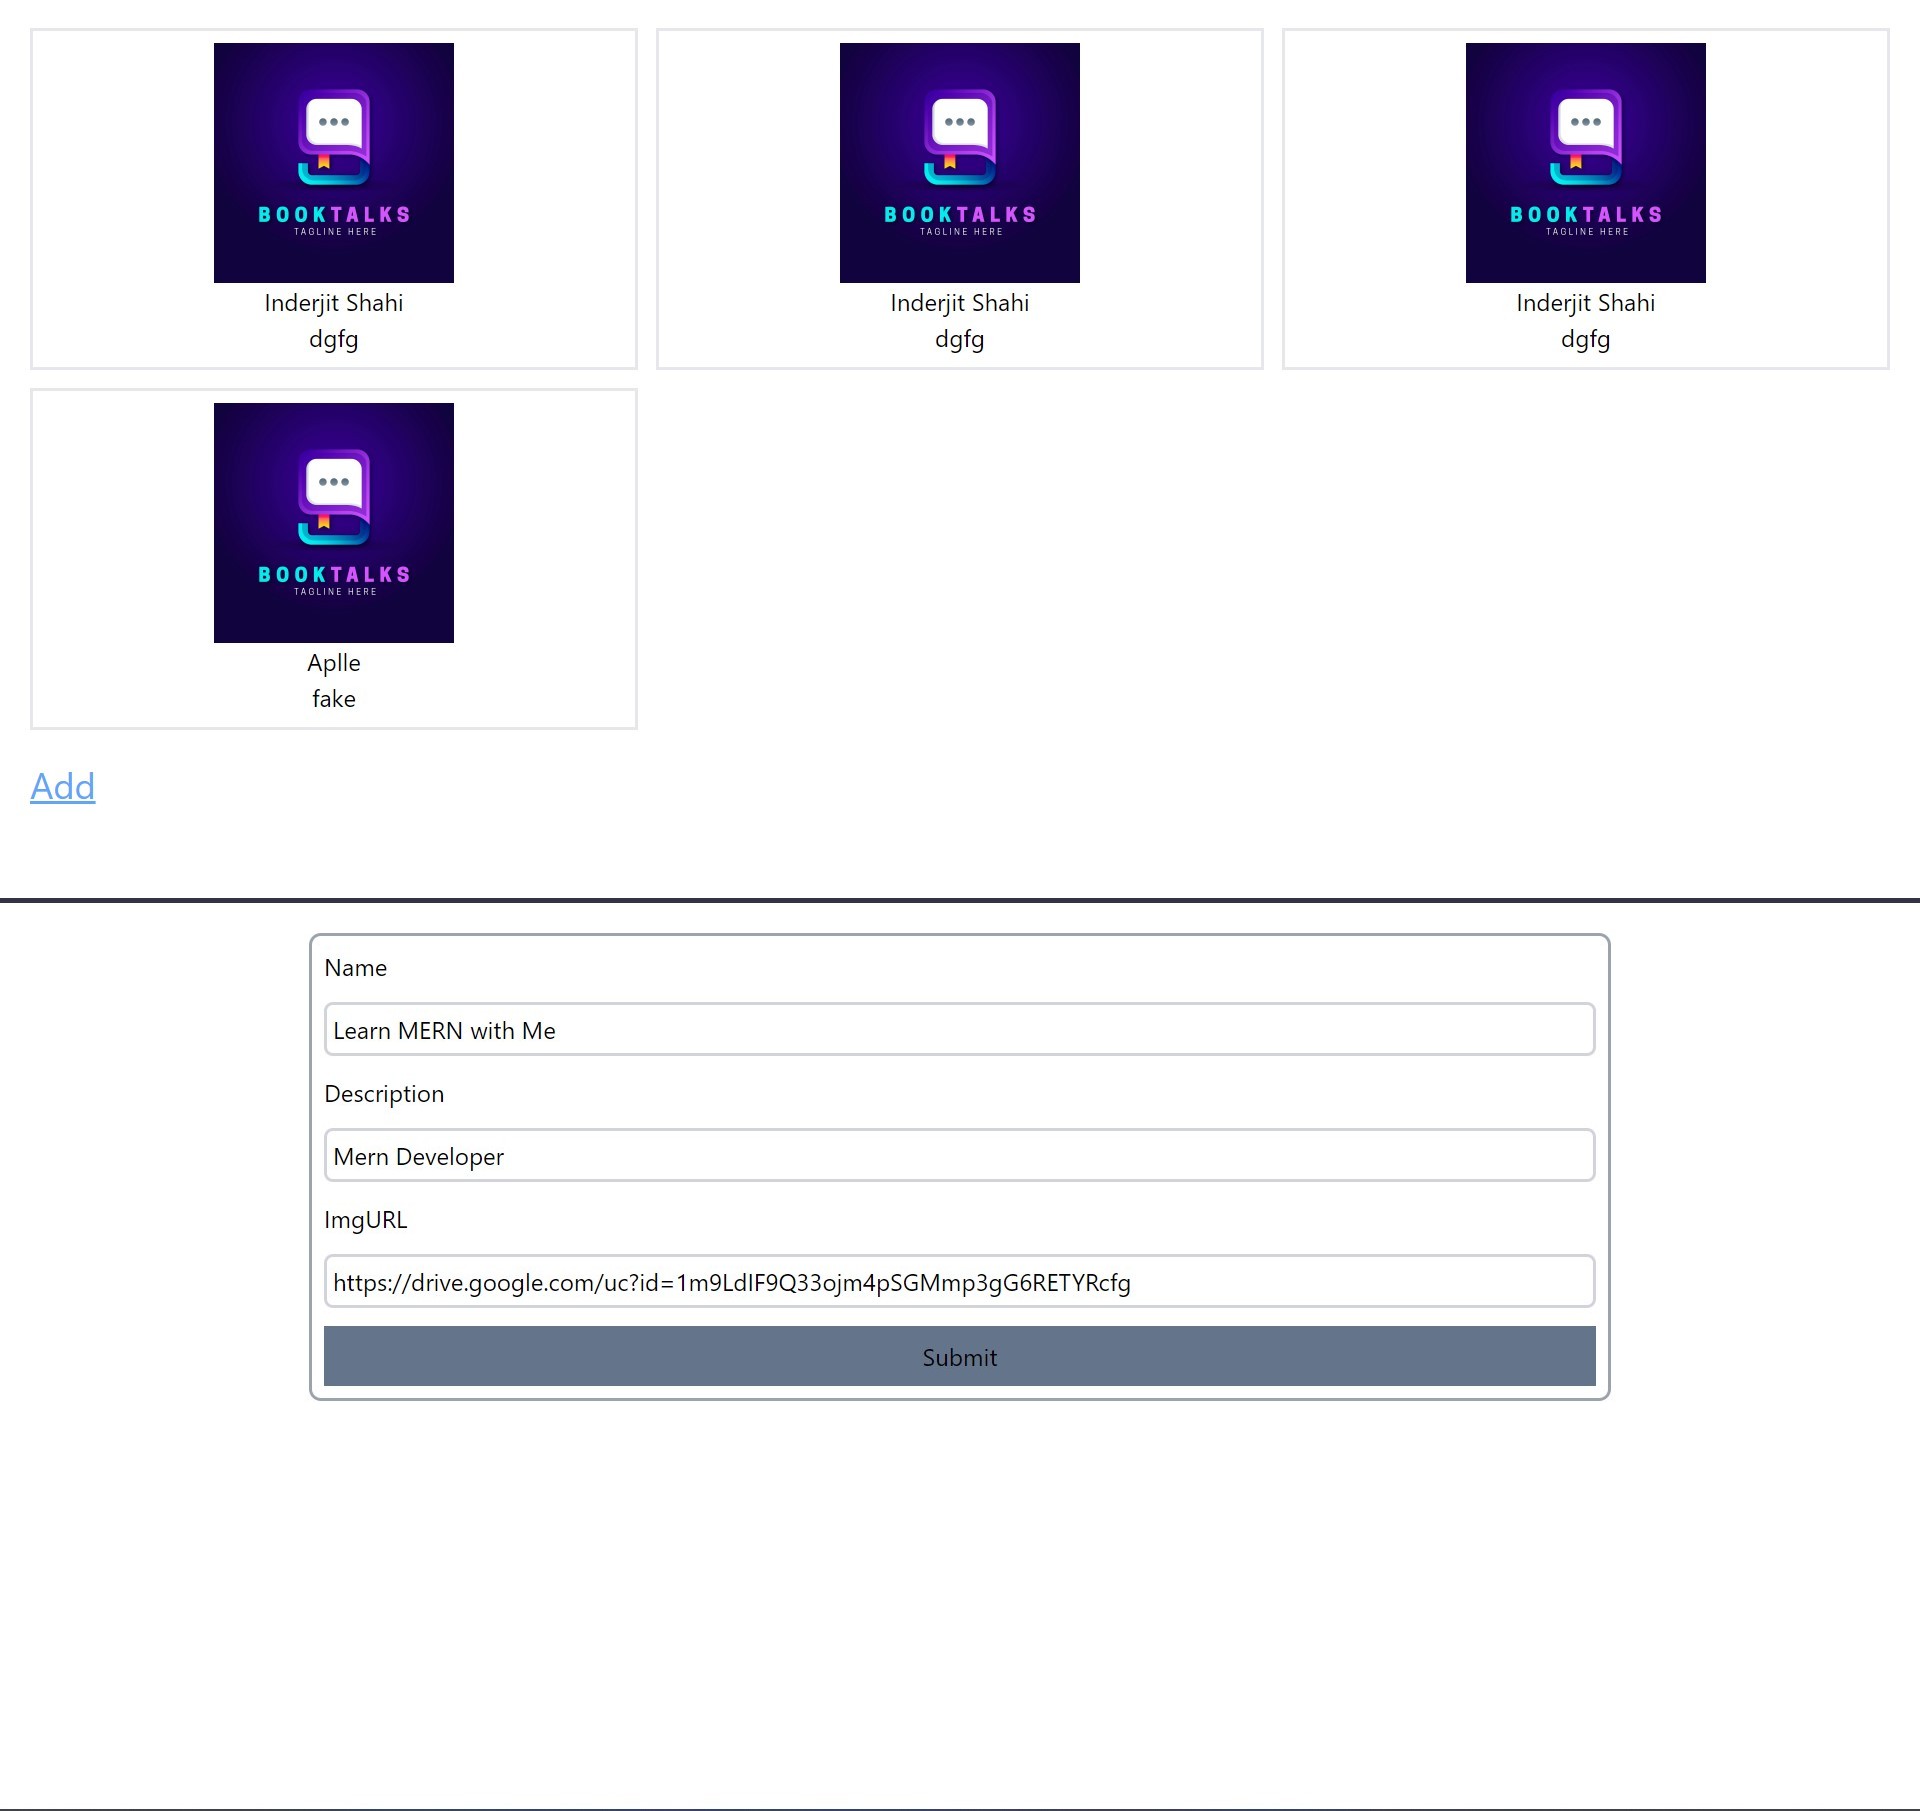 BOOKTALKS
TAGLINE HERE
Inderjit Shahi
dgfg
BOOKTALKS
TAGLINE HERE
Inderjit Shahi
dgfg
BOOKTALKS
TAGLINE HERE
Inderjit Shahi
dgfg
BOOKTALKS
TAGLINE HERE
Aplle
fake
Add
Name
Learn MERN with Me
Description
Mern Developer
ImgURL
https://drive.google.com/uc?id=1m9LdIF9Q33ojm4pSGMmp3gG6RETYRcfg
Submit